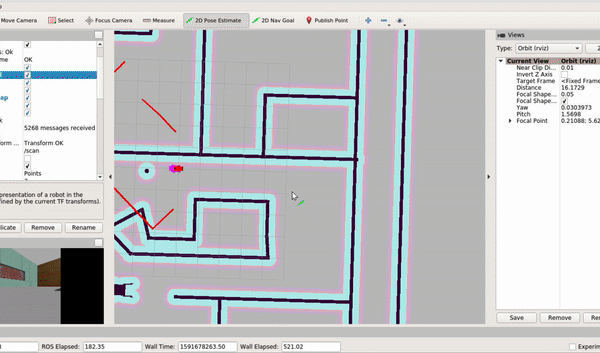 Move Camera Select Focus Camera Measure 2D Pose Estimate 2D Nav Goal Publish Point
s: Ok
me OK
ap
5268 messages received
orm ... Transform OK
/scan
Points
presentation of a robot in the
fined by the current TF transforms).
licate Remove Rename
Views
Type: Orbit (rviz)
Current View Orbit (rviz)
Near Clip Di... 0.01
Invert Z Axis
Target Frame <Fixed Frame
Distance 16.1729
Focal Shape... 0.05
Focal Shape...
Yaw 0.0303973
Pitch 1.5698
Focal Point 0.21088; 5.62
Save Remove Re
ROS Elapsed: 182.35 Wall Time: 1591678263.50 Wall Elapsed: 521.02 Experim